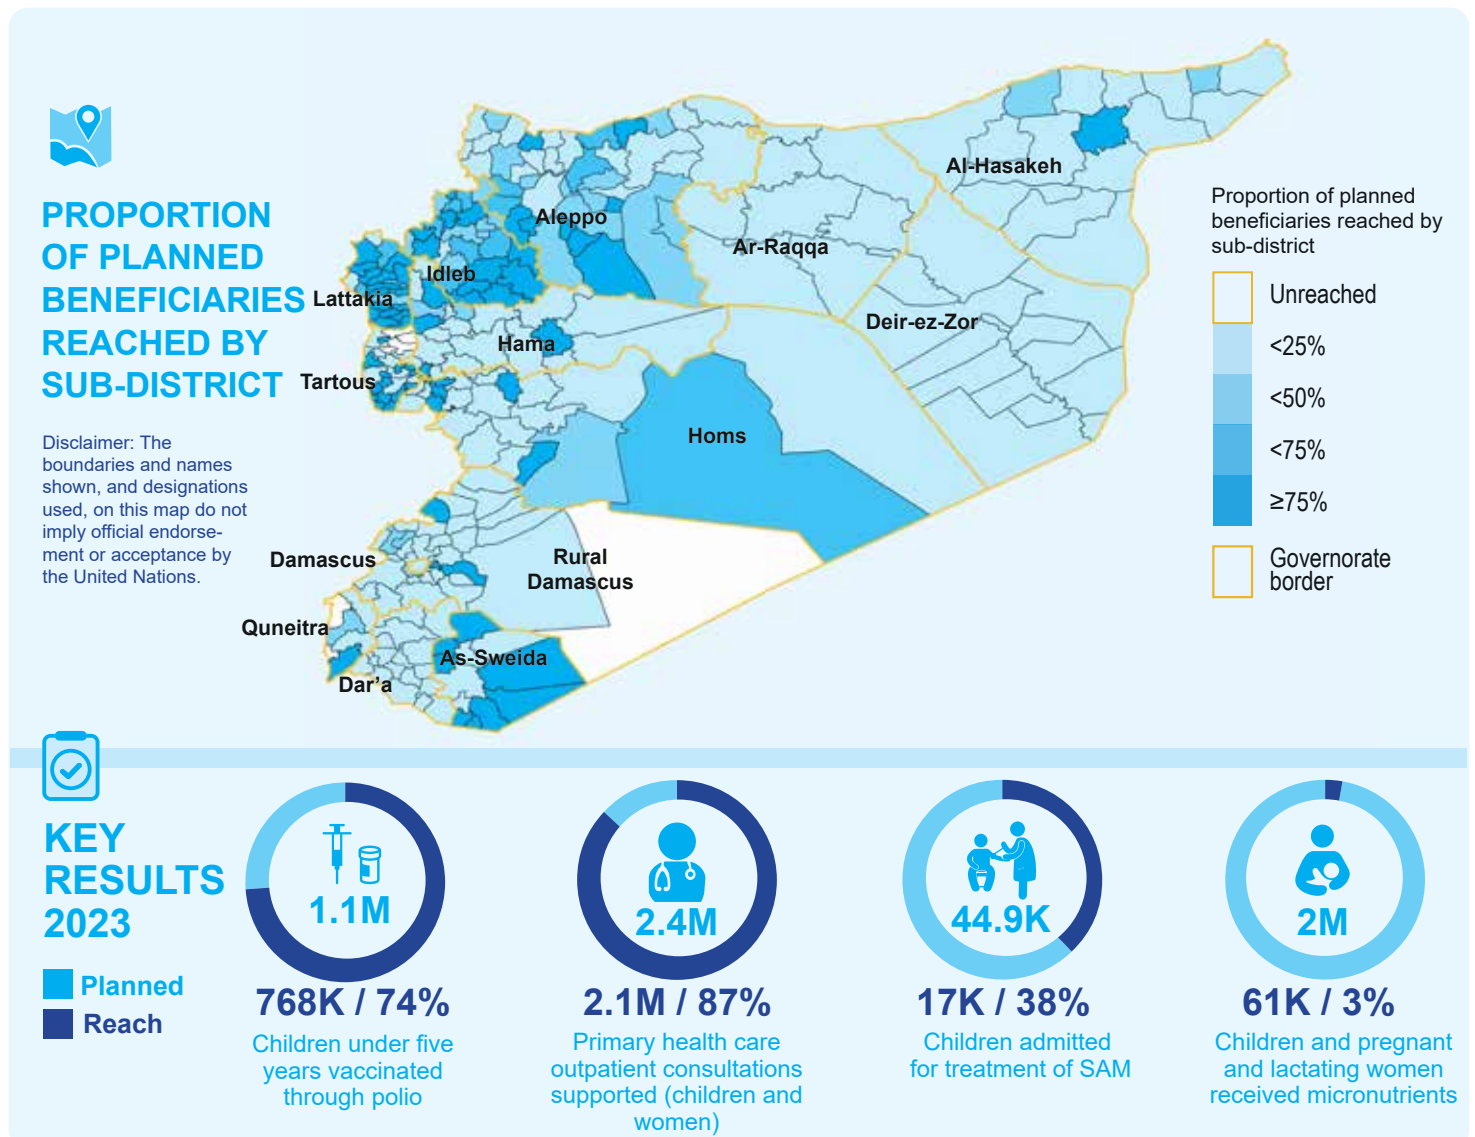 PROPORTION
OF PLANNED
BENEFICIARIES
REACHED BY
SUB-DISTRICT
Disclaimer: The
boundaries and names
shown, and designations
used, on this map do not
imply official endorse-
ment or acceptance by
the United Nations.
Al-Hasakeh
Aleppo
Ar-Raqqa
Idleb
Lattakia
Deir-ez-Zor
Hama
Tartous
Homs
Damascus
Rural
Damascus
Quneitra
As-Sweida
Dar’a
Proportion of planned
beneficiaries reached by
sub-district
Unreached
<25%
<50%
<75%
≥75%
Governorate
border
KEY
RESULTS
2023
Planned
Reach
1.1M
768K / 74%
Children under five
years vaccinated
through polio
2.4M
2.1M / 87%
Primary health care
outpatient consultations
supported (children and
women)
44.9K
17K / 38%
Children admitted
for treatment of SAM
2M
61K / 3%
Children and pregnant
and lactating women
received micronutrients